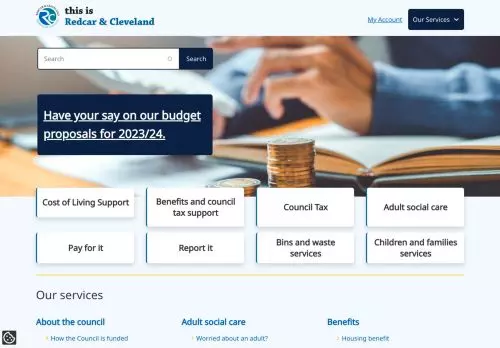 this is
Redcar & Cleveland
My Account
Our Services
Search
Search
Have your say on our budget
proposals for 2023/24.
Cost of Living Support
Benefits and council
tax support
Council Tax
Adult social care
Pay for it
Report it
Bins and waste
services
Children and families
services
Our services
About the council
Adult social care
Benefits
How the Council is funded
Worried about an adult?
Housing benefit